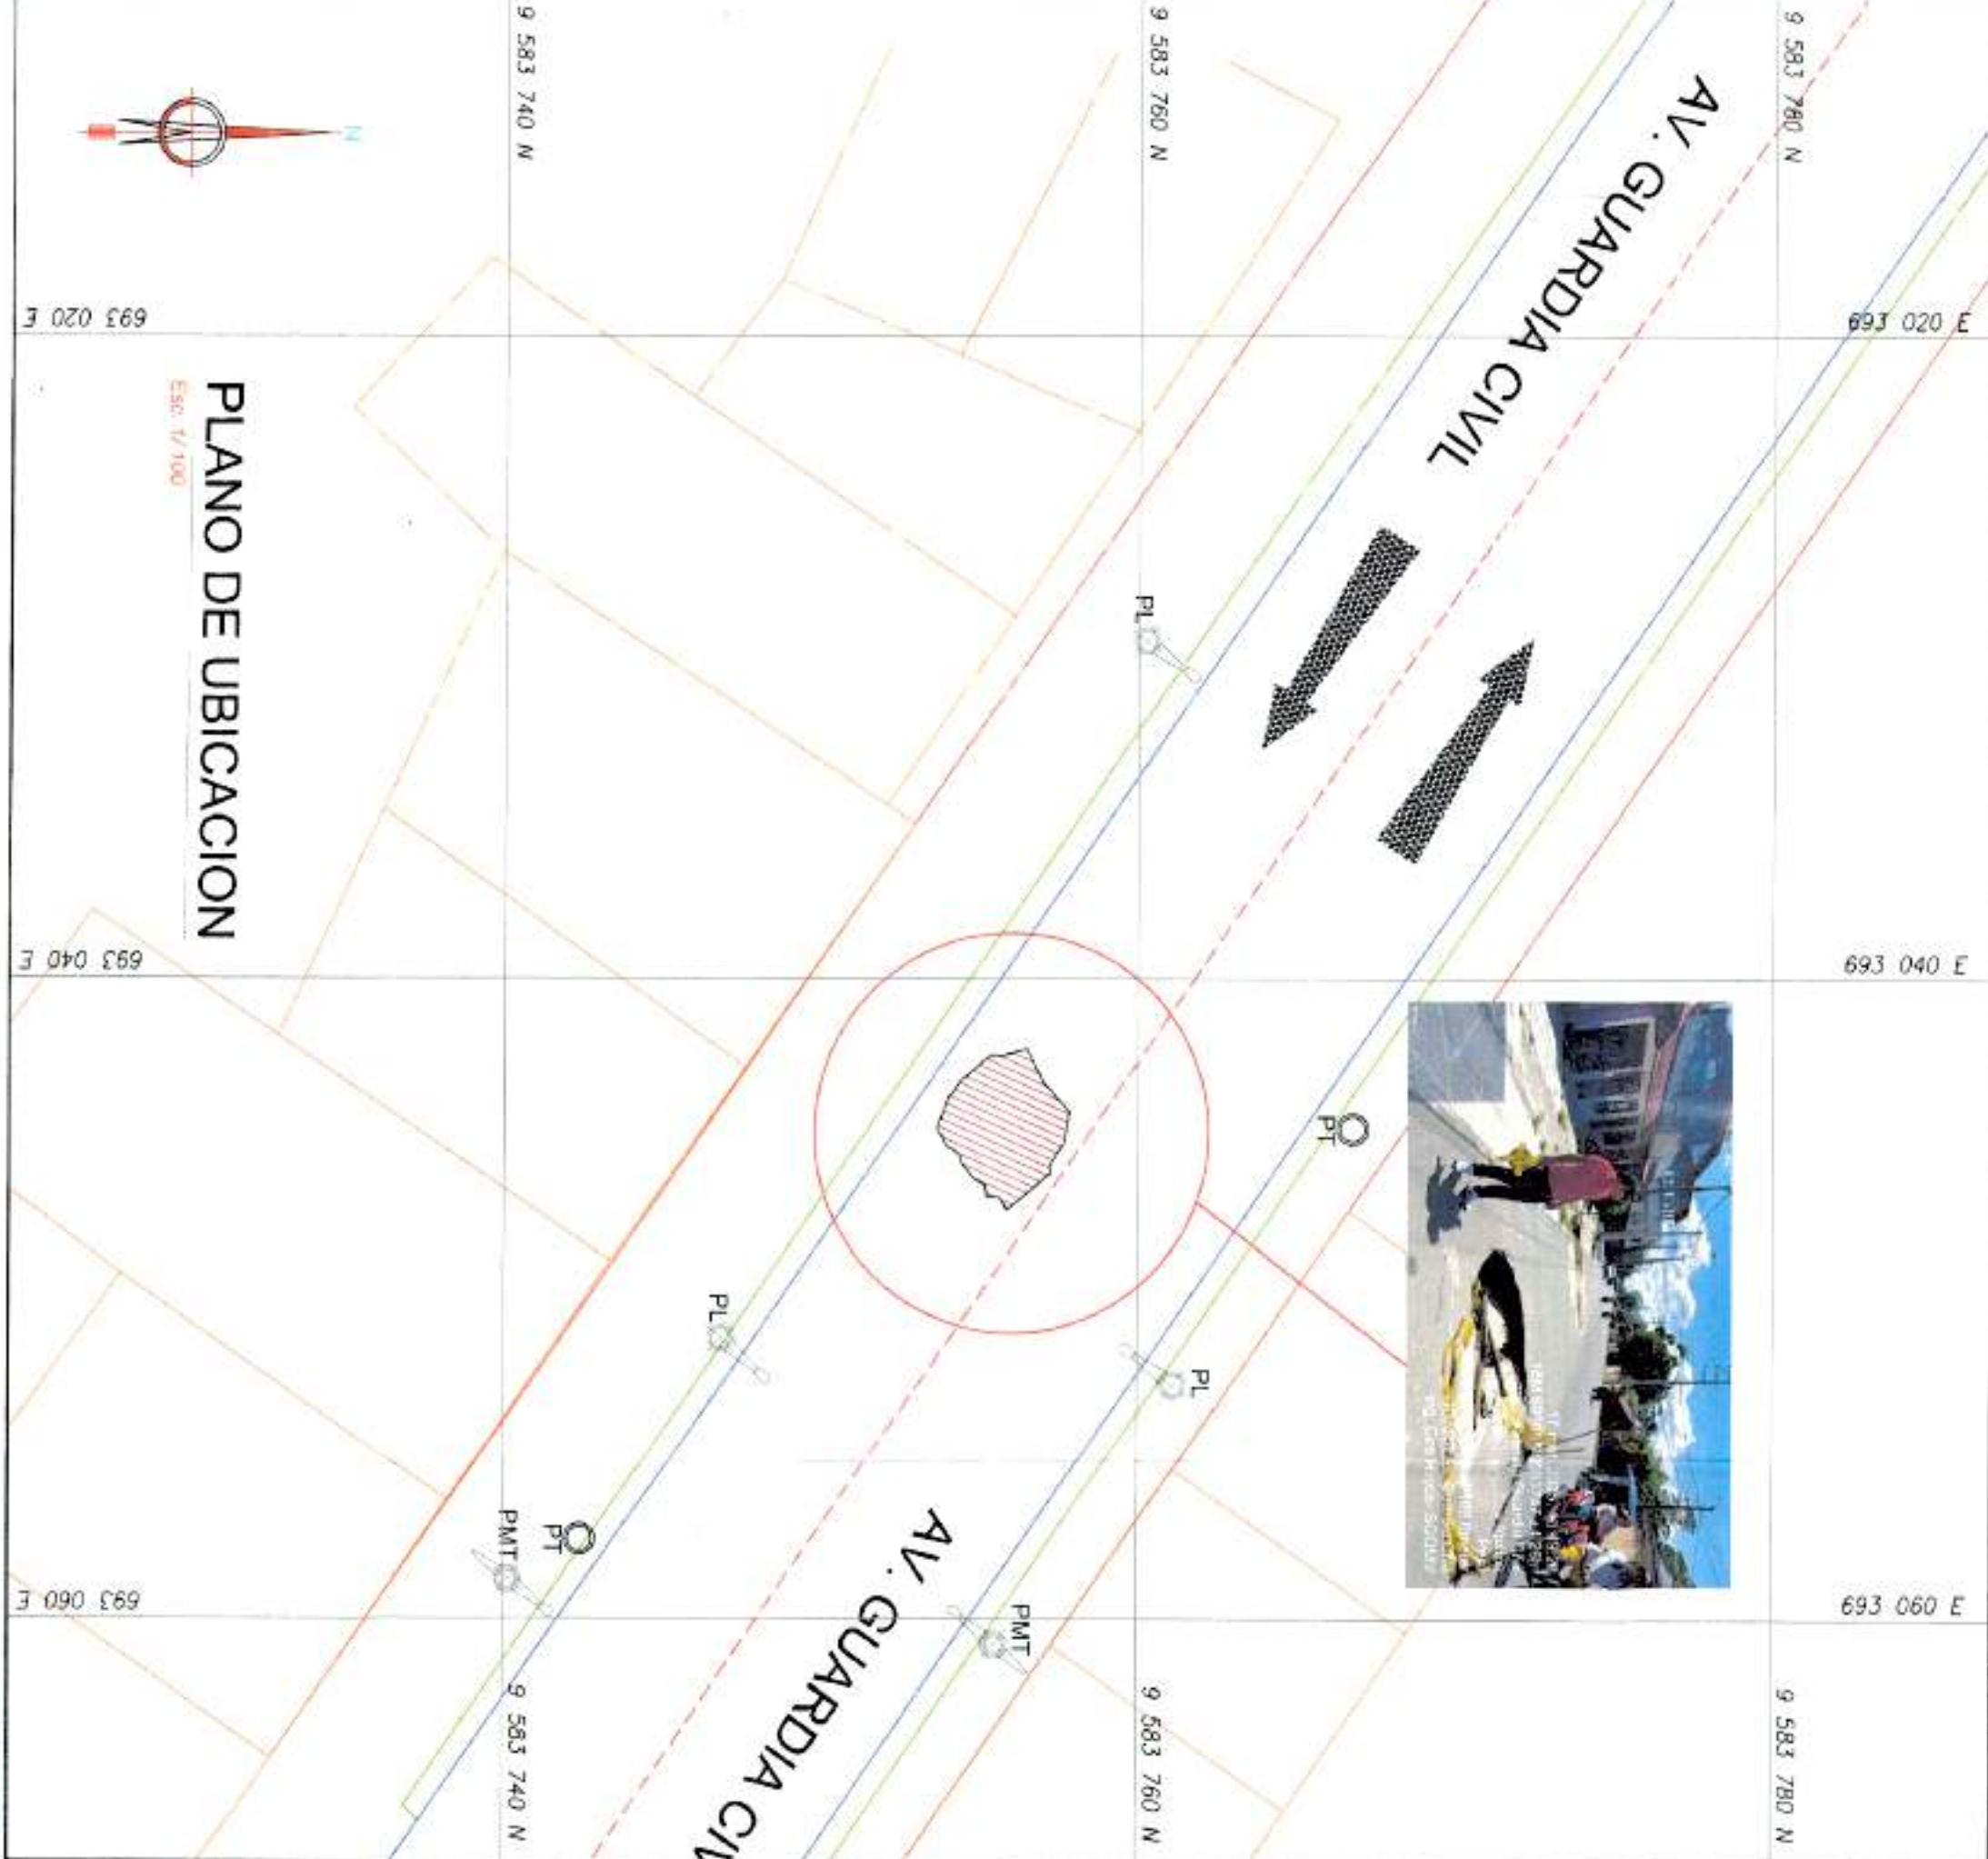 9 583 780 N
9 583 760 N
9 583 740 N
N
AV. GUARDIA CIVIL
693 020 E
693 020 E
PLANO DE UBICACION
Esc. 1/100
PL
693 040 E
693 040 E
PT
PL
PL
PT
PMT
PMT
693 060 E
693 060 E
AV. GUARDIA CIV
9 583 780 N
9 583 760 N
9 583 740 N